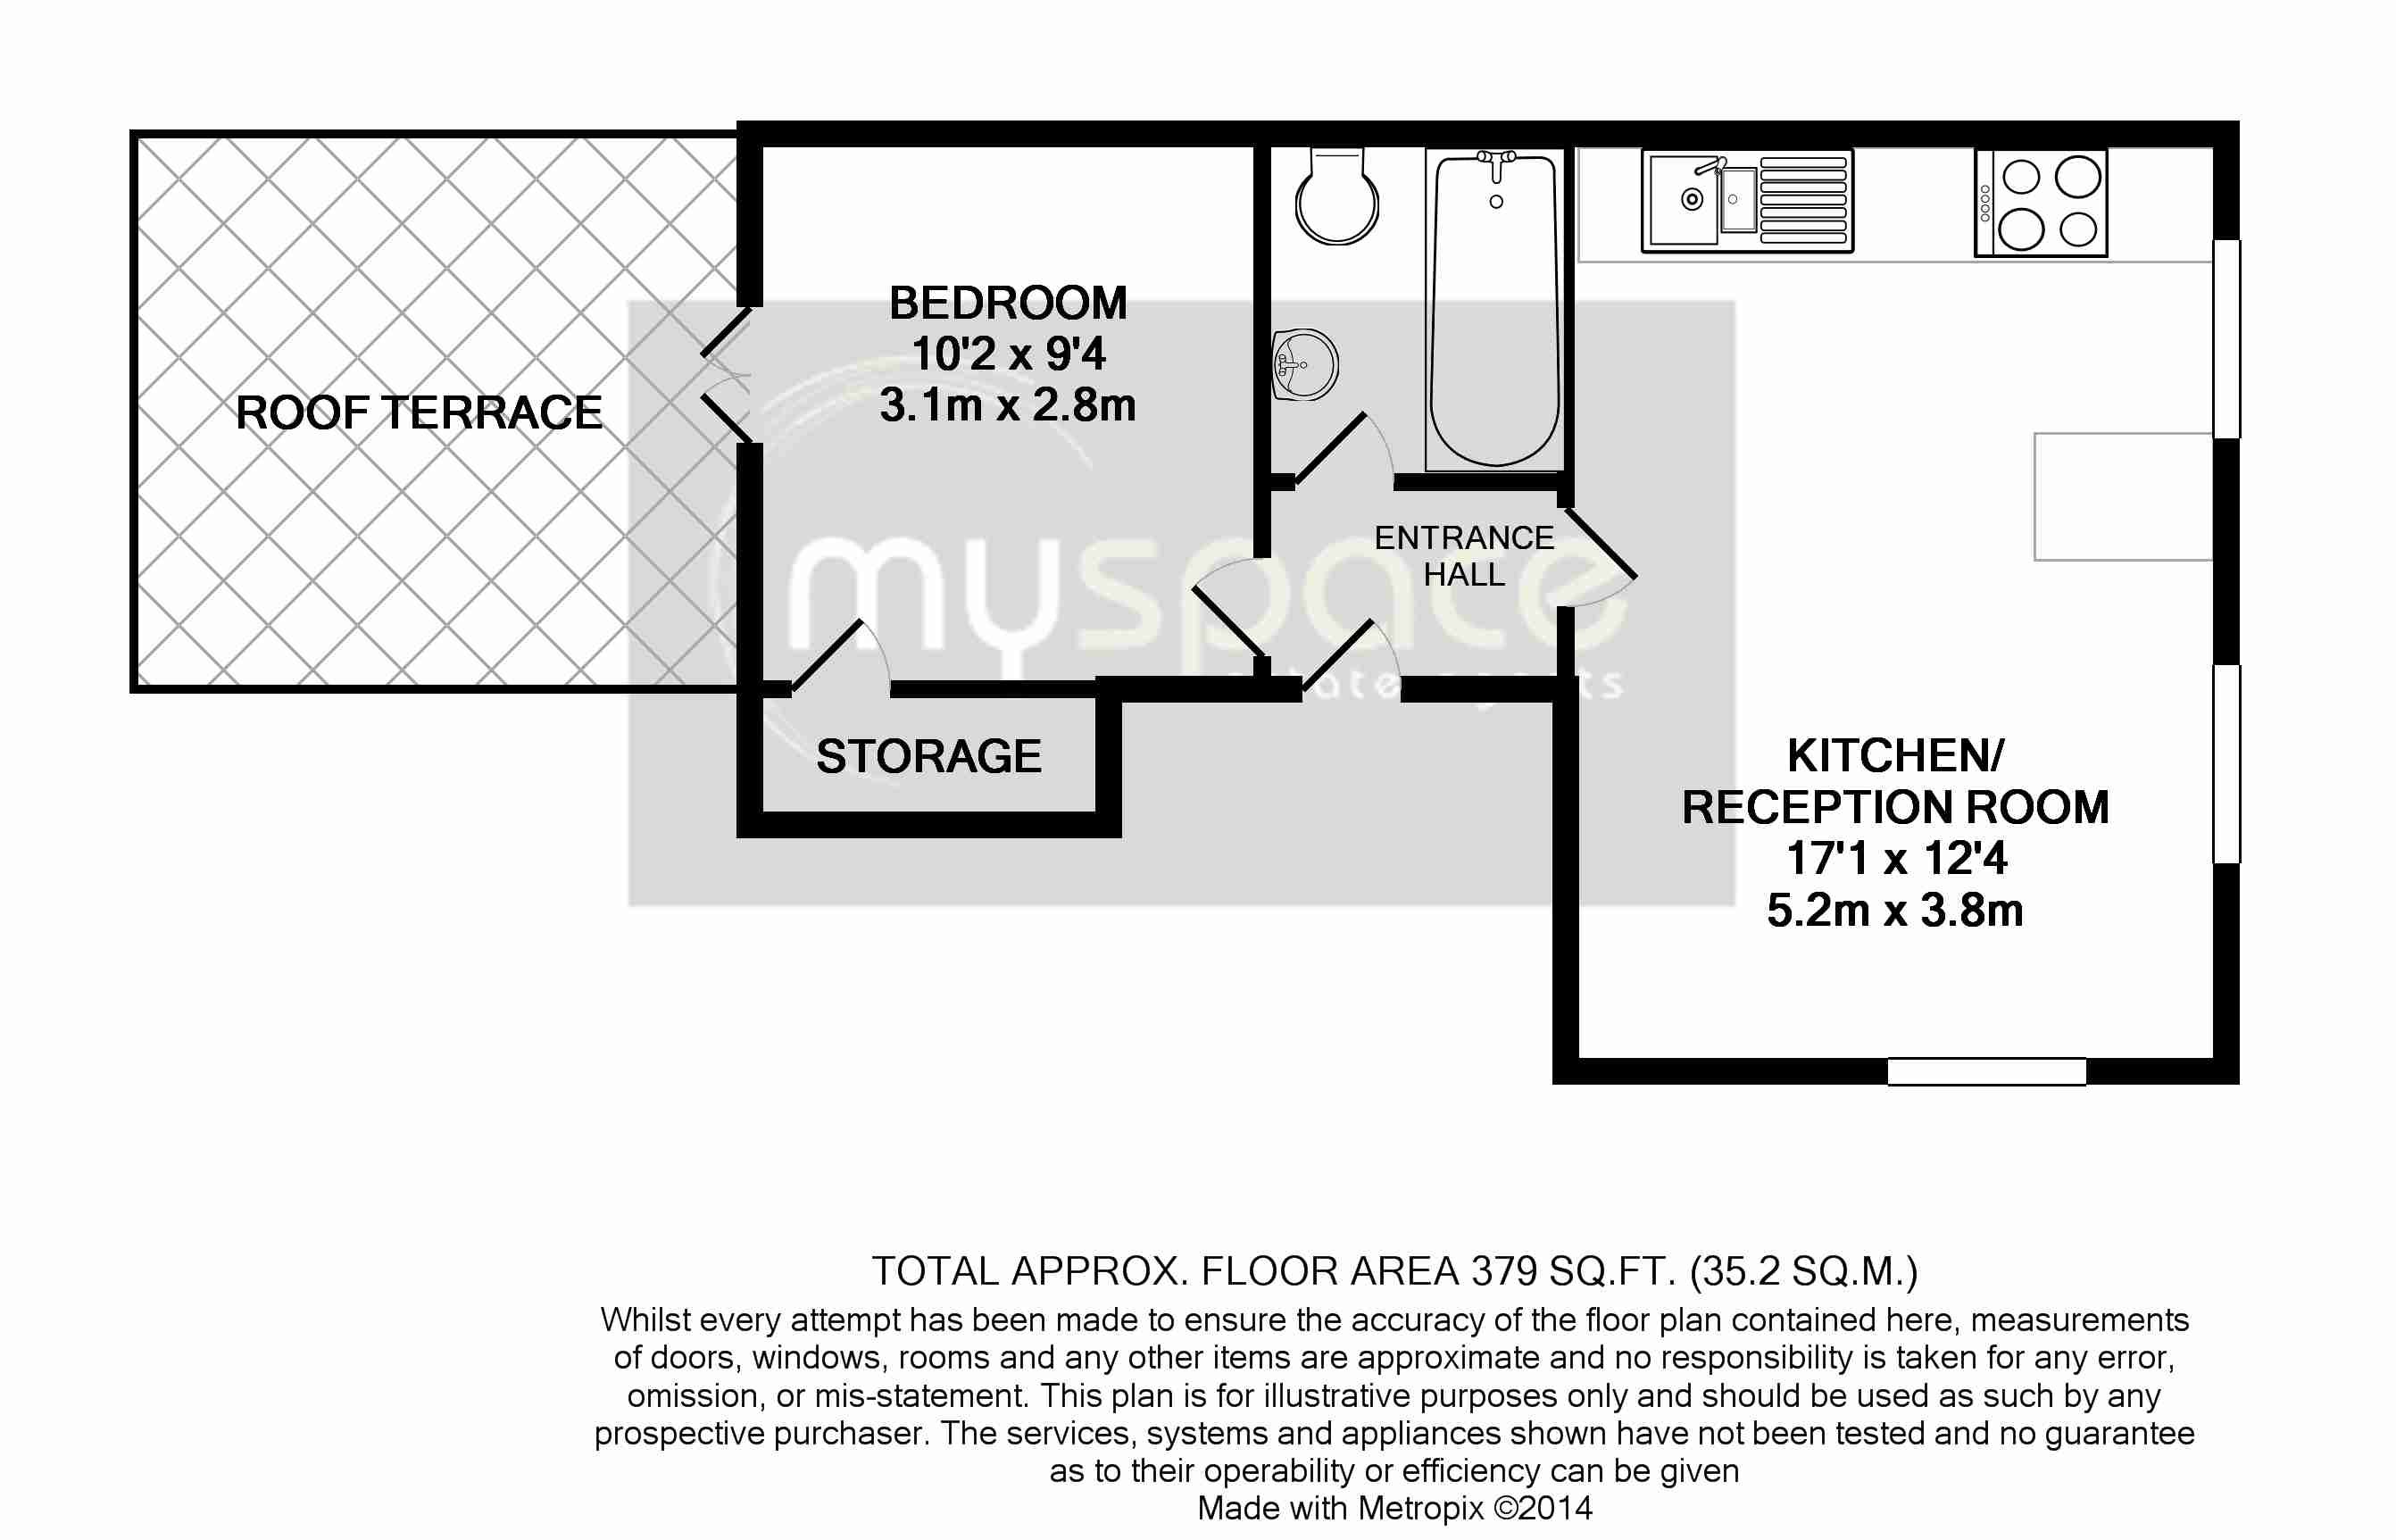 ROOF TERRACE
BEDROOM
10'2 x 9'4
3.1m x 2.8m
ENTRANCE
HALL
myspace
estate agents
STORAGE
KITCHEN/
RECEPTION ROOM
17'1 x 12'4
5.2m x 3.8m
TOTAL APPROX. FLOOR AREA 379 SQ.FT. (35.2 SQ.M.)
Whilst every attempt has been made to ensure the accuracy of the floor plan contained here, measurements
of doors, windows, rooms and any other items are approximate and no responsibility is taken for any error,
omission, or mis-statement. This plan is for illustrative purposes only and should be used as such by any
prospective purchaser. The services, systems and appliances shown have not been tested and no guarantee
as to their operability or efficiency can be given
Made with Metropix ©2014